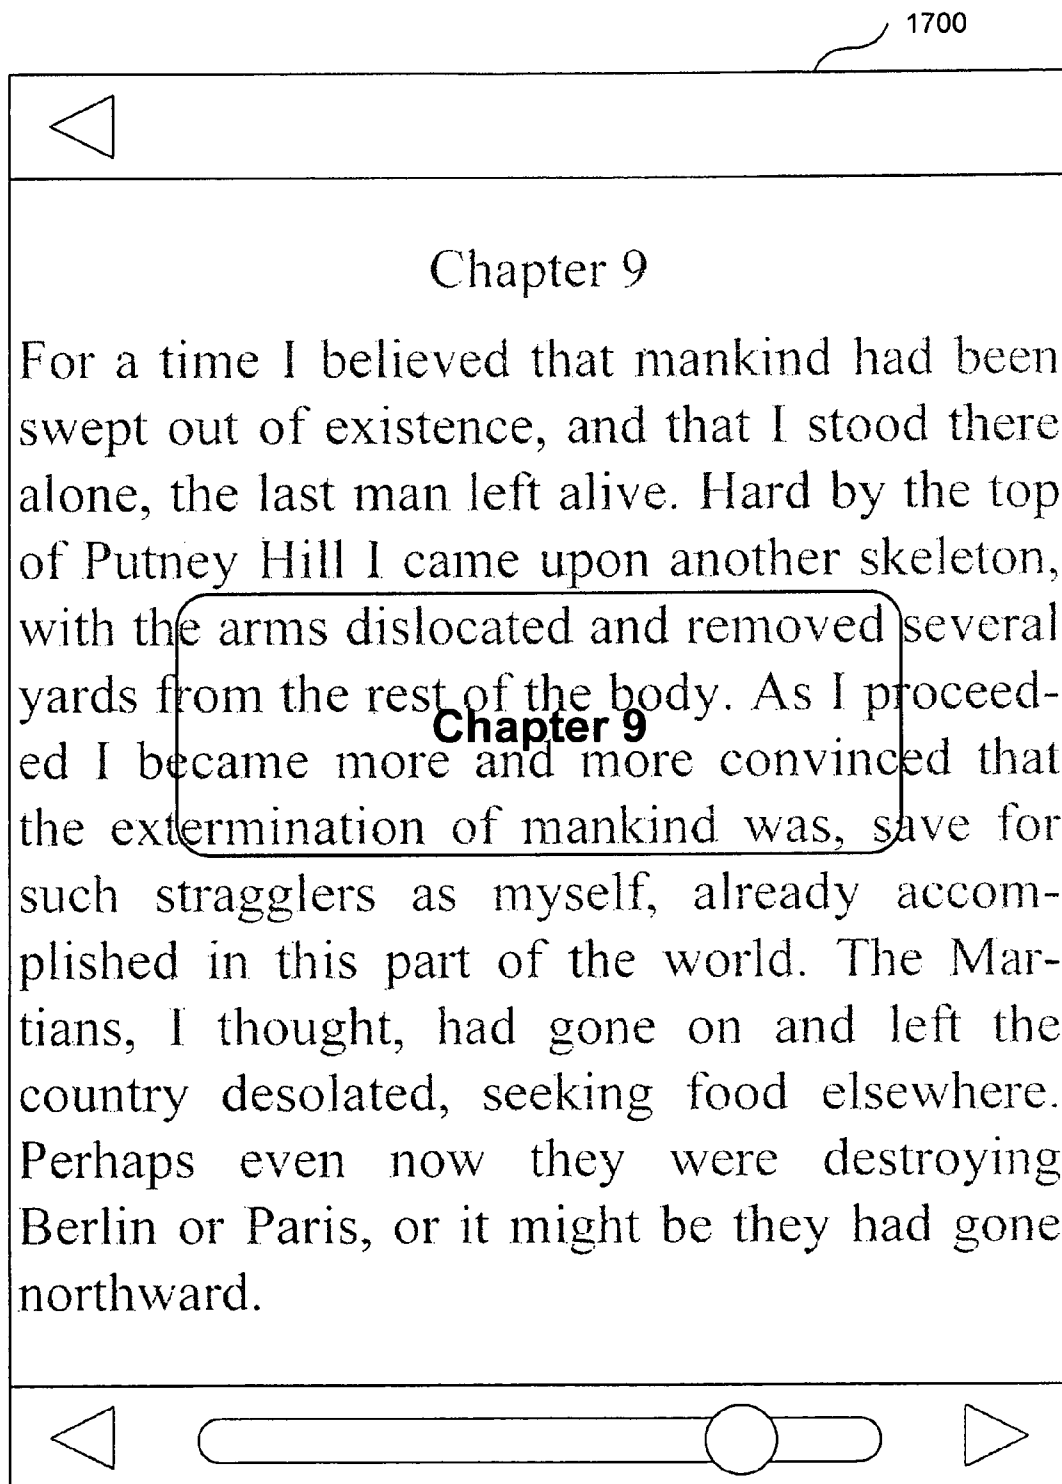 1700
Chapter 9
For a time I believed that mankind had been
swept out of existence, and that I stood there
alone, the last man left alive. Hard by the top
of Putney Hill I came upon another skeleton,
with the arms dislocated and removed several
yards from the rest of the body. As I proceed-
Chapter 9
ed I became more and more convinced that
the extermination of mankind was, save for
such stragglers as myself, already accom-
plished in this part of the world. The Mar-
tians, I thought, had gone on and left the
country desolated, seeking food elsewhere.
Perhaps even now they were destroying
Berlin or Paris, or it might be they had gone
northward.